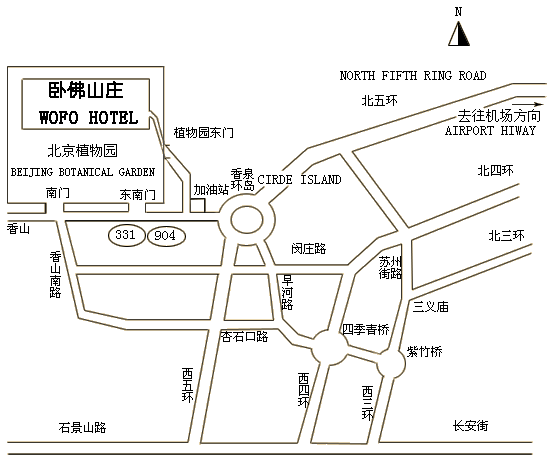 N
卧佛山庄
WOFO HOTEL
NORTH FIFTH RING ROAD
北五环
去往机场方向
AIRPORT HIWAY
植物园东门
北京植物园
BEIJING BOTANICAL GARDEN
香泉
环岛
CIRDE ISLAND
北四环
南门
东南门
加油站
香山
331
904
北三环
闵庄路
香山南路
苏州
街路
旱河路
三义庙
杏石口路
四季青桥
紫竹桥
西五环
西四环
西三环
石景山路
长安街